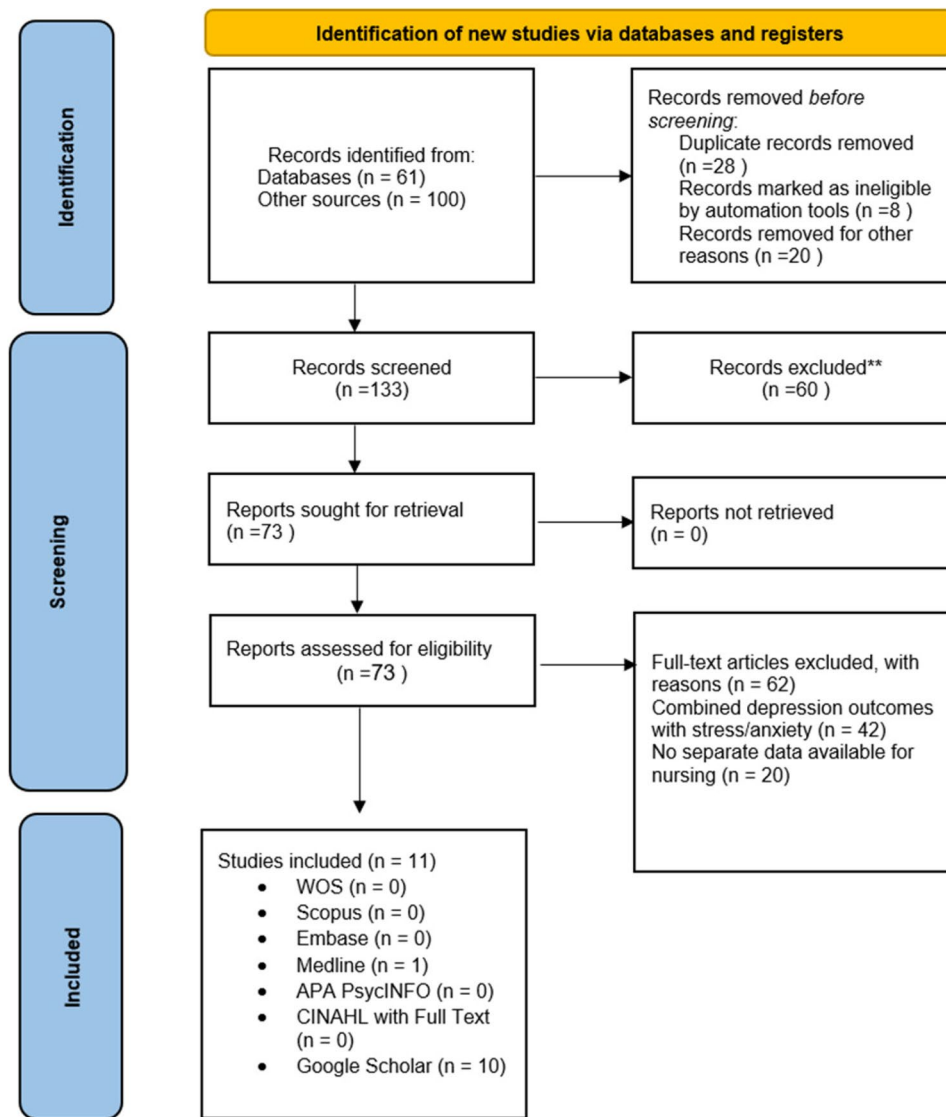 Identification of new studies via databases and registers
Identification
Records identified from:
Databases (n = 61)
Other sources (n = 100)
Records removed before
screening:
Duplicate records removed
(n =28 )
Records marked as ineligible
by automation tools (n =8 )
Records removed for other
reasons (n =20 )
Screening
Records screened
(n =133)
Records excluded**
(n =60 )
Reports sought for retrieval
(n =73 )
Reports not retrieved
(n = 0)
Reports assessed for eligibility
(n =73 )
Full-text articles excluded, with
reasons (n = 62)
Combined depression outcomes
with stress/anxiety (n = 42)
No separate data available for
nursing (n = 20)
Included
Studies included (n = 11)
• WOS (n = 0)
• Scopus (n = 0)
• Embase (n = 0)
• Medline (n = 1)
• APA PsycINFO (n = 0)
• CINAHL with Full Text
(n = 0)
• Google Scholar (n = 10)